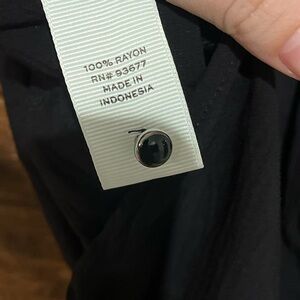 100% RAYON
RN# 93677
MADE IN
INDONESIA